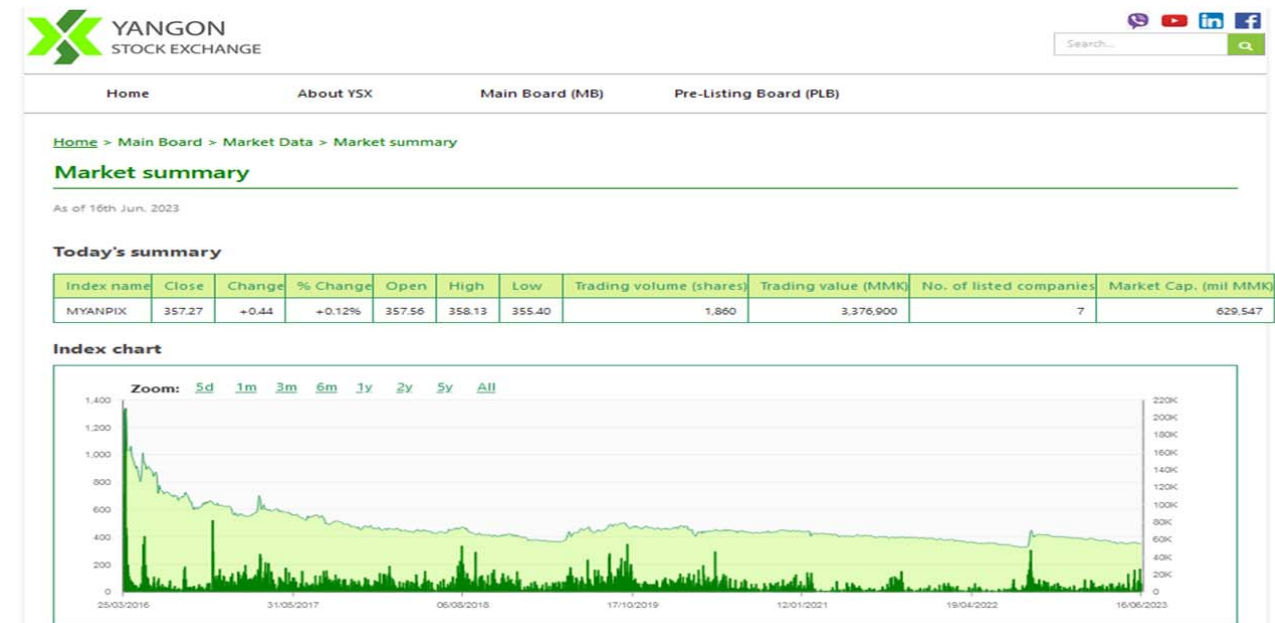 YANGON
STOCK EXCHANGE
Search...
Home About YSX Main Board (MB) Pre-Listing Board (PLB)
Home > Main Board > Market Data > Market summary
Market summary
As of 16th Jun. 2023
Today's summary
Index name Close Change % Change Open High Low Trading volume (shares) Trading value (MMK) No. of listed companies Market Cap. (mil MMK)
MYANPIX 357.27 +0.44 +0.12% 357.56 358.13 355.40 1,860 3,376,900 7 629,547
Index chart
Zoom: 5d 1m 3m 6m 1y 2y 5y All
1,400 220K
1,200 200K
1,000 180K
800 160K
600 140K
400 120K
200 100K
0 80K
60K
40K
20K
0
25/03/2016 31/05/2017 06/08/2018 17/10/2019 12/01/2021 19/04/2022 16/06/2023